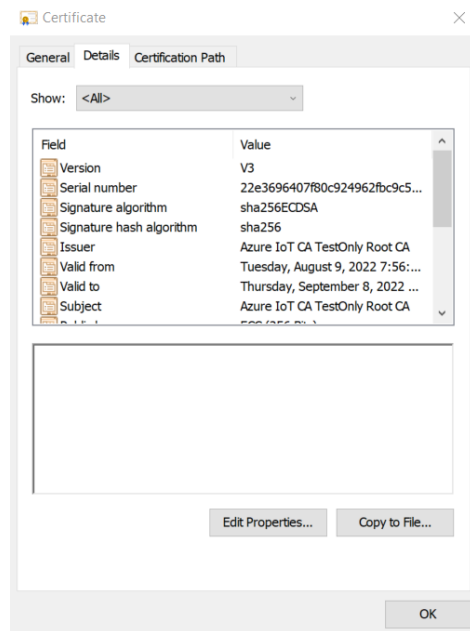 Certificate
General Details Certification Path
Show: <All>
Field Value
Version V3
Serial number 22e3696407f80c924962fbc9c5...
Signature algorithm sha256ECDSA
Signature hash algorithm sha256
Issuer Azure IoT CA TestOnly Root CA
Valid from Tuesday, August 9, 2022 7:56:...
Valid to Thursday, September 8, 2022 ...
Subject Azure IoT CA TestOnly Root CA
Edit Properties... Copy to File...
OK